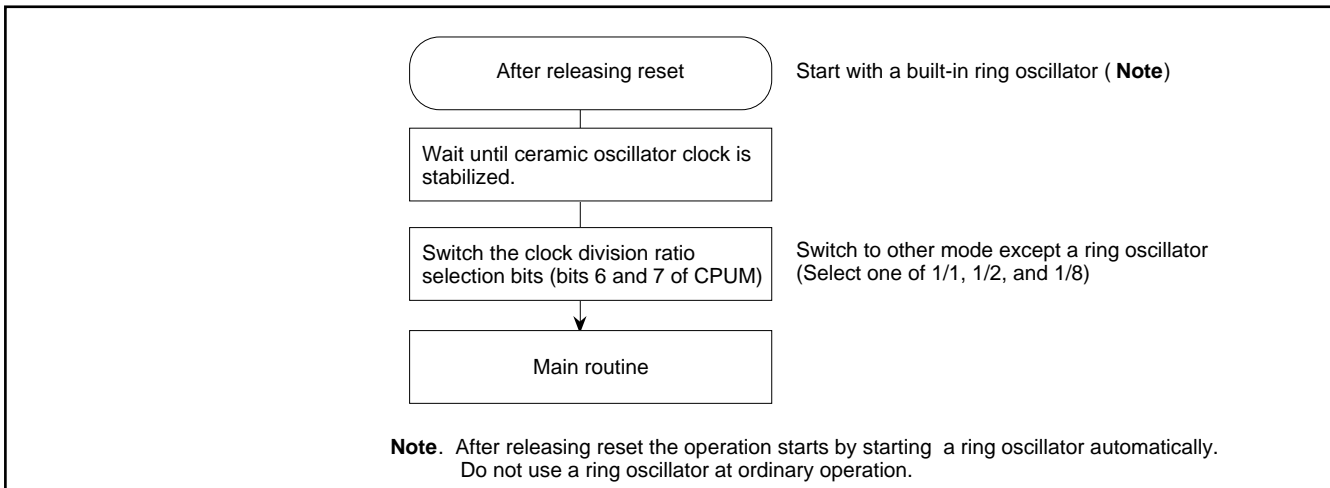 After releasing reset
Start with a built-in ring oscillator ( Note)
Wait until ceramic oscillator clock is
stabilized.
Switch the clock division ratio
selection bits (bits 6 and 7 of CPUM)
Switch to other mode except a ring oscillator
(Select one of 1/1, 1/2, and 1/8)
Main routine
Note. After releasing reset the operation starts by starting a ring oscillator automatically.
Do not use a ring oscillator at ordinary operation.